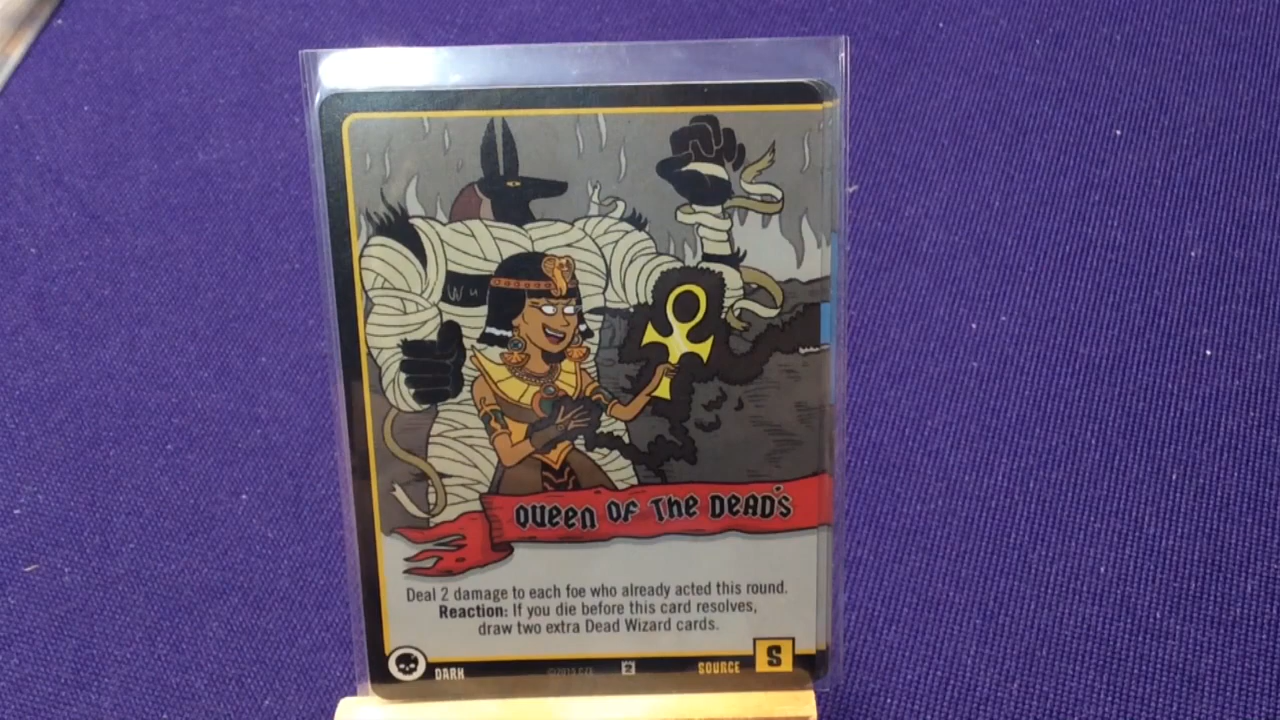 QUEEN OF THE DEAD'S
Deal 2 damage to each foe who already acted this round.
Reaction: If you die before this card resolves,
draw two extra Dead Wizard cards.
DARK 2 SOURCE S